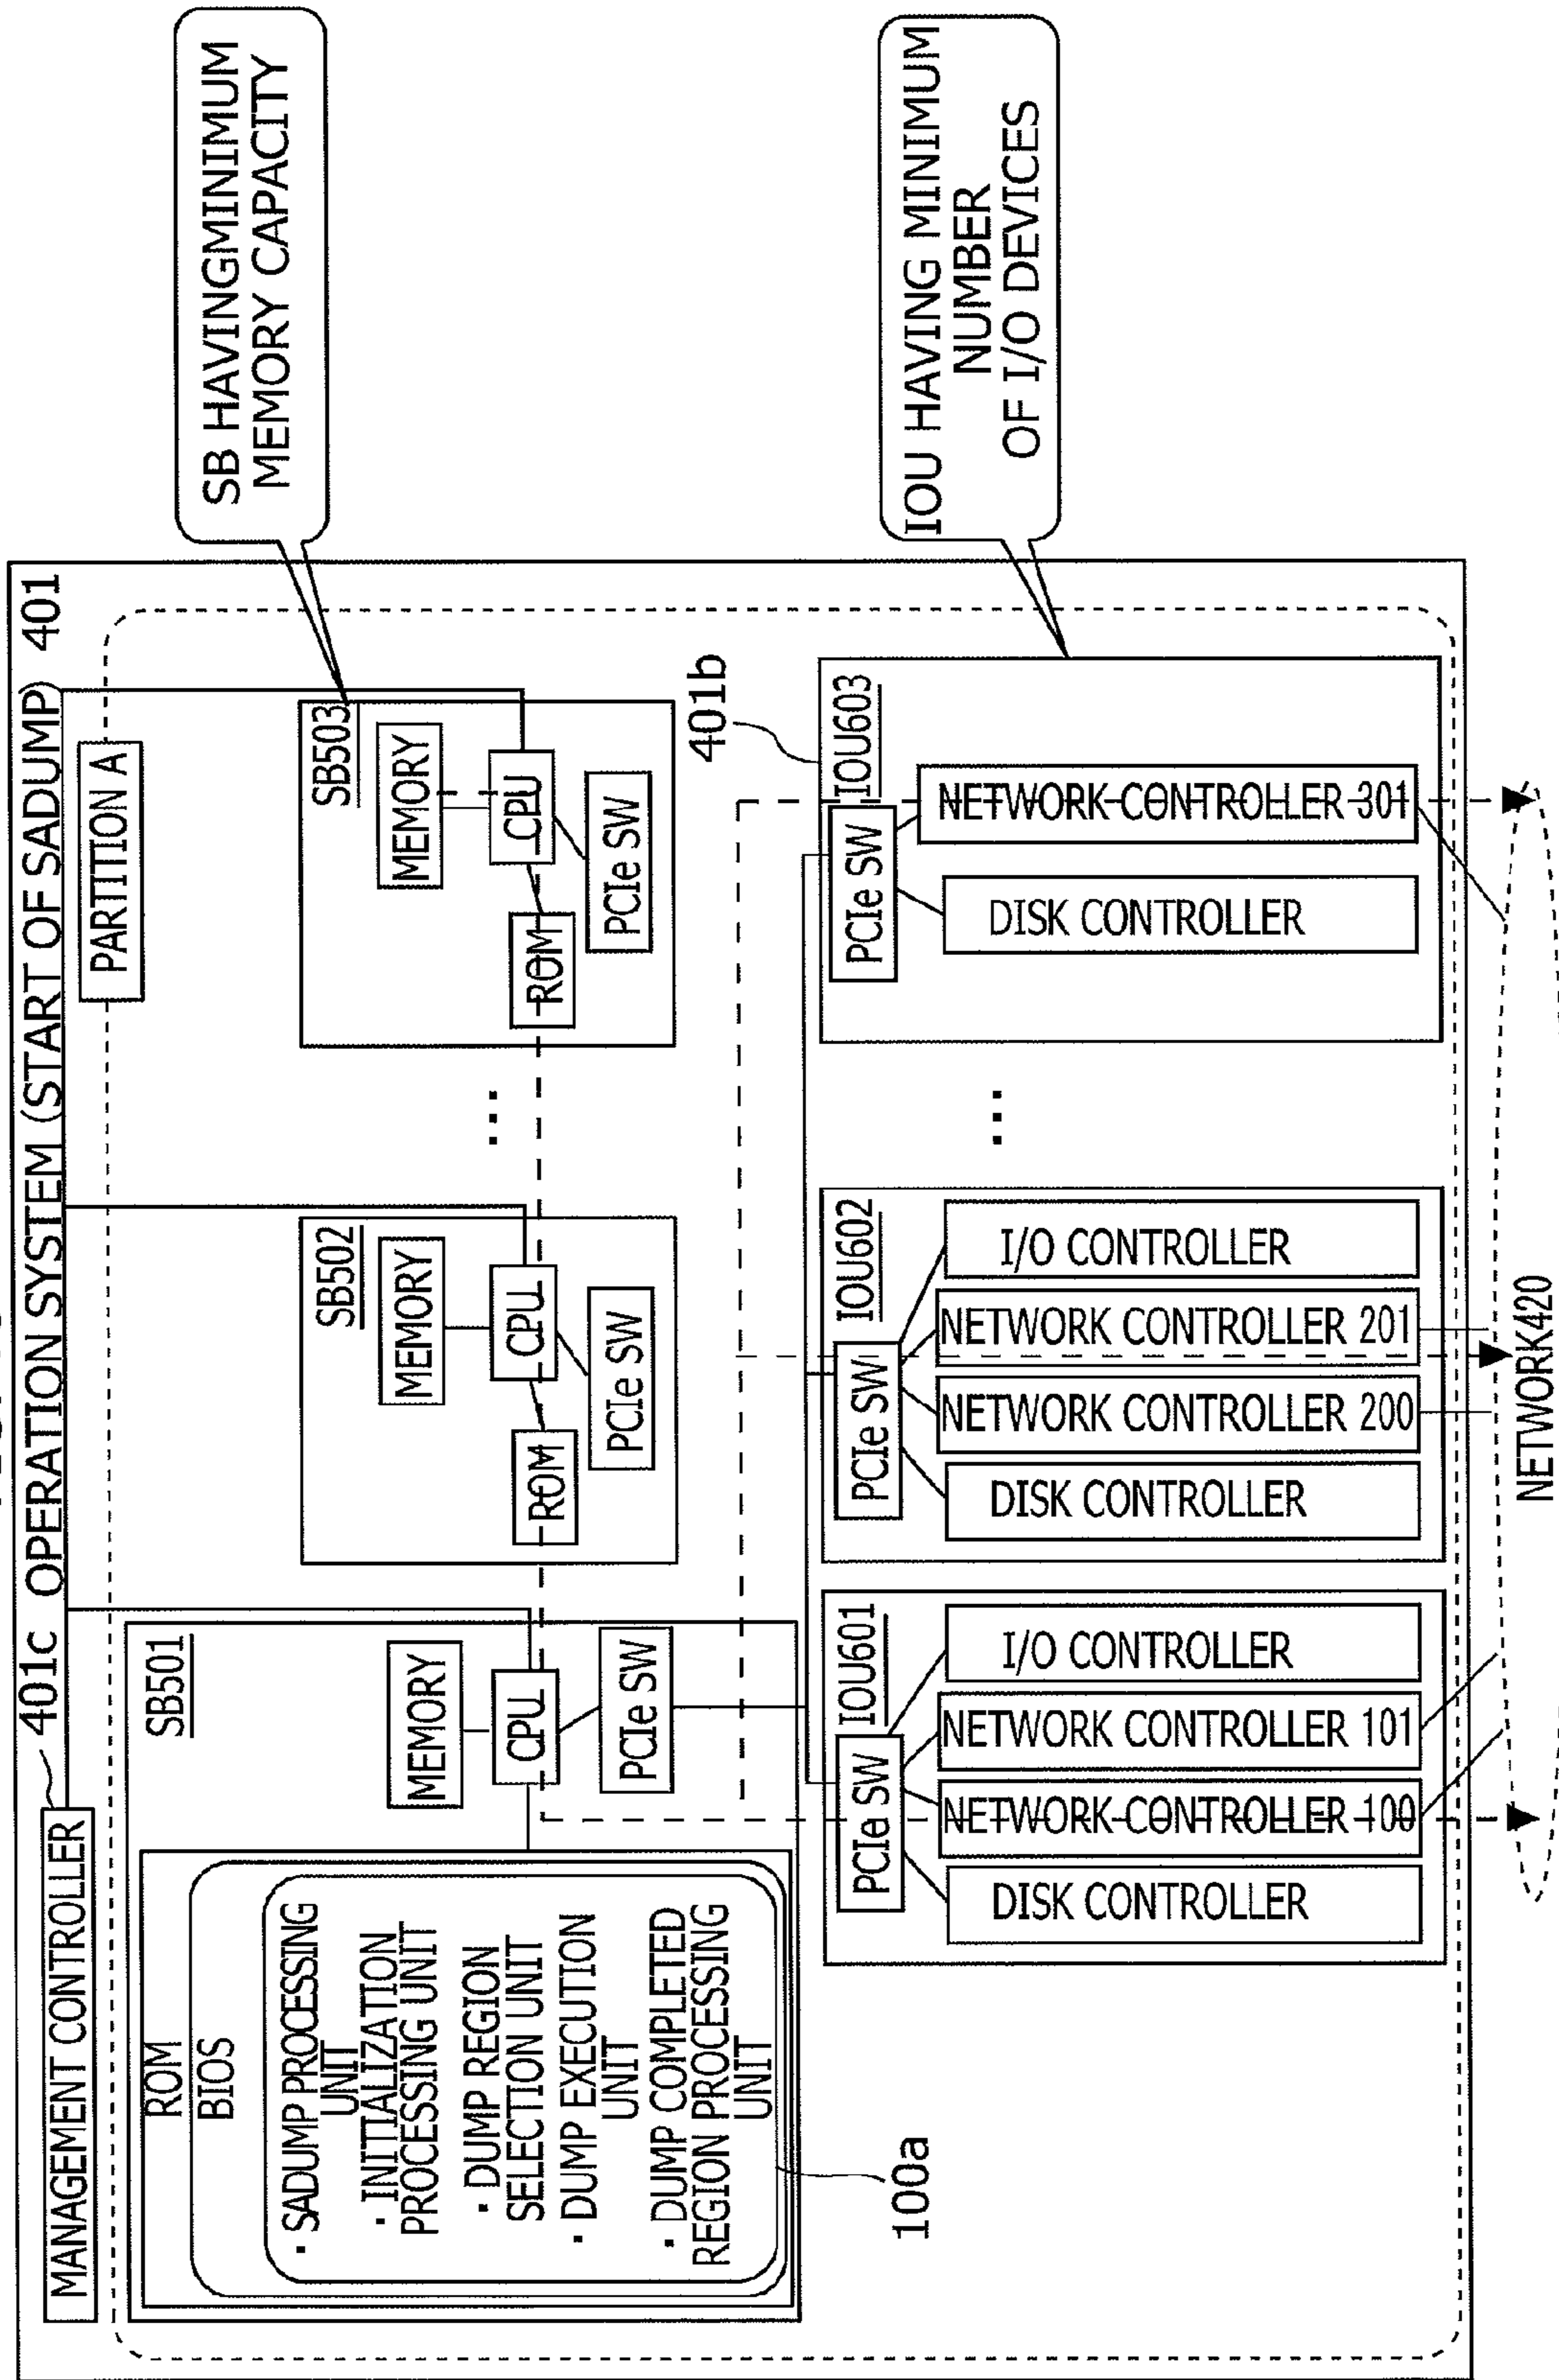 401c OPERATION SYSTEM (START OF SADUMP) 401
MANAGEMENT CONTROLLER
PARTITION A
SB501
ROM
BIOS
· SADUMP PROCESSING
UNIT
· INITIALIZATION
PROCESSING UNIT
· DUMP REGION
SELECTION UNIT
· DUMP EXECUTION
UNIT
· DUMP COMPLETED
REGION PROCESSING
UNIT
100a
MEMORY
CPU
PCIe SW
SB502
MEMORY
CPU
ROM
PCIe SW
...
SB503
MEMORY
CPU
ROM
PCIe SW
SB HAVINGMINIMUM
MEMORY CAPACITY
IOU601
PCIe SW
DISK CONTROLLER
NETWORK CONTROLLER 100
NETWORK CONTROLLER 101
I/O CONTROLLER
IOU602
PCIe SW
DISK CONTROLLER
NETWORK CONTROLLER 200
NETWORK CONTROLLER 201
I/O CONTROLLER
...
401b
IOU603
PCIe SW
DISK CONTROLLER
NETWORK CONTROLLER 301
IOU HAVING MINIMUM
NUMBER
OF I/O DEVICES
NETWORK420